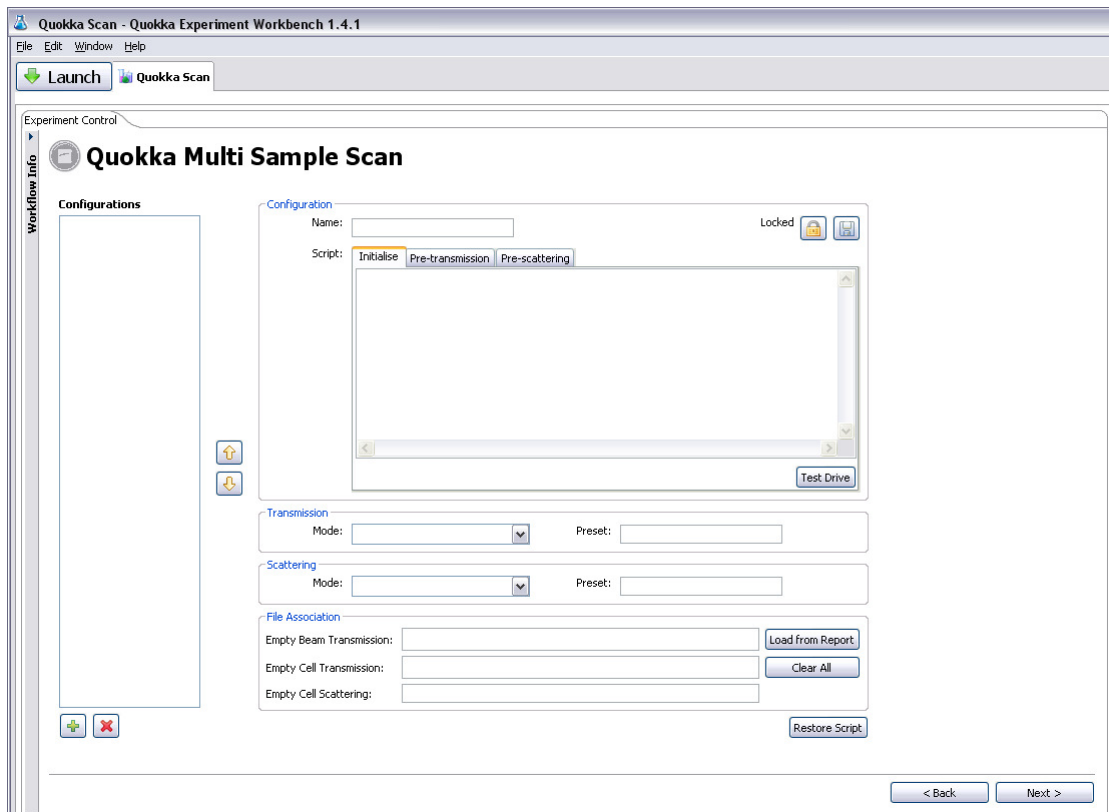 Quokka Scan - Quokka Experiment Workbench 1.4.1
File Edit Window Help
Launch Quokka Scan
Experiment Control
Workflow Info
Quokka Multi Sample Scan
Configurations
Configuration
Name:
Locked
Script:
Initialise Pre-transmission Pre-scattering
Test Drive
Transmission
Mode: Preset:
Scattering
Mode: Preset:
File Association
Empty Beam Transmission: Load from Report
Empty Cell Transmission: Clear All
Empty Cell Scattering:
Restore Script
< Back Next >